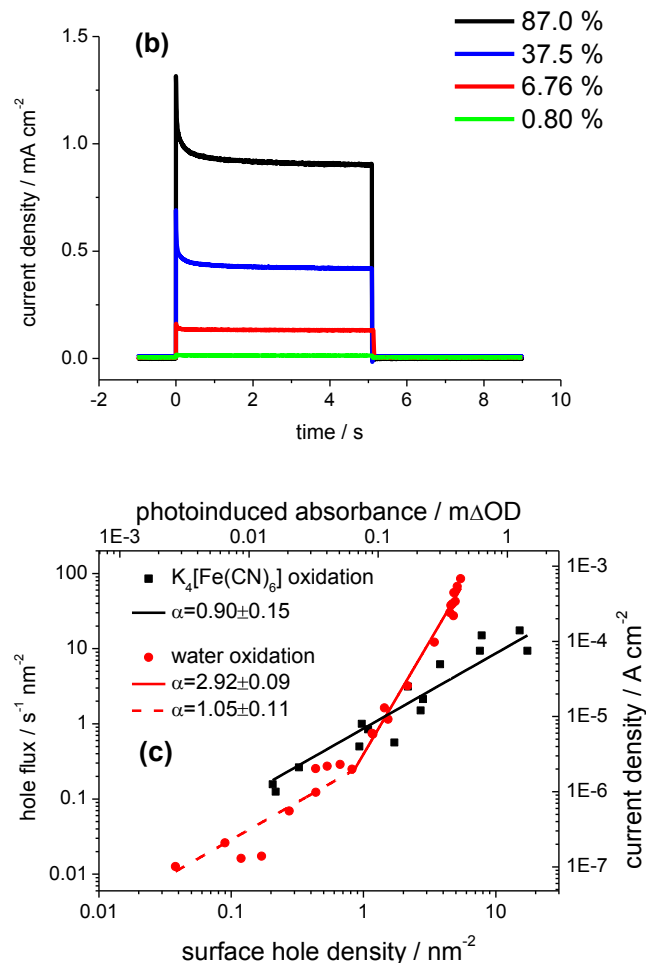 (b)
87.0 %
37.5 %
6.76 %
0.80 %
1.5
1.0
0.5
0.0
current density / mA cm⁻²
-2 0 2 4 6 8 10
time / s
photoinduced absorbance / mΔOD
1E-3 0.01 0.1 1
100
10
1
0.1
0.01
hole flux / s⁻¹ nm⁻²
K₄[Fe(CN)₆] oxidation
α=0.90±0.15
water oxidation
α=2.92±0.09
α=1.05±0.11
(c)
1E-3
1E-4
1E-5
1E-6
1E-7
current density / A cm⁻²
0.01 0.1 1 10
surface hole density / nm⁻²